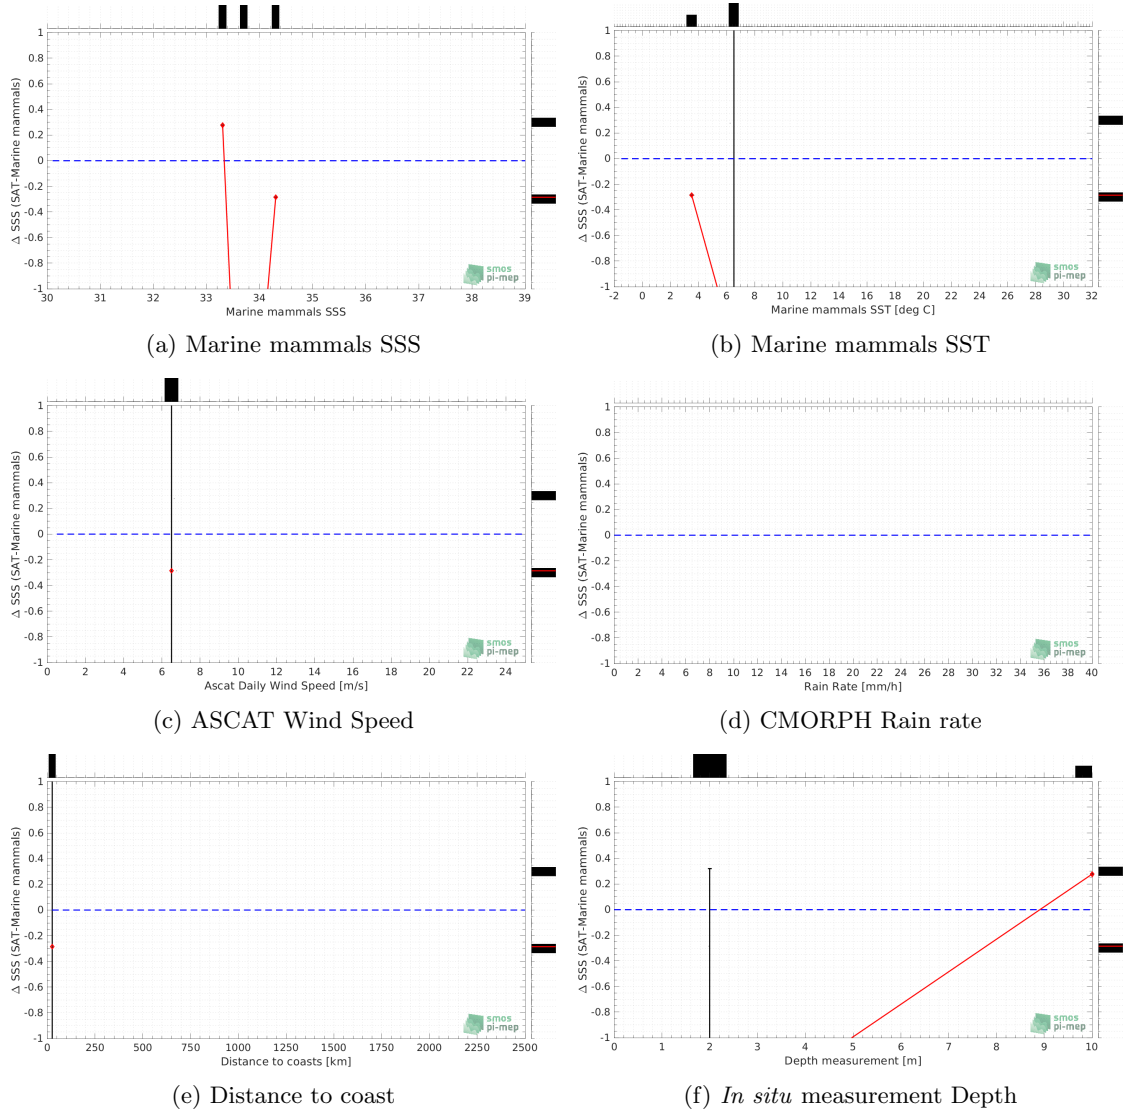 1
0.8
0.6
0.4
0.2
0
-0.2
-0.4
-0.6
-0.8
-1
Δ SSS (SAT-Marine mammals)
30 31 32 33 34 35 36 37 38 39
Marine mammals SSS
smos
pi-mep
(a) Marine mammals SSS
1
0.8
0.6
0.4
0.2
0
-0.2
-0.4
-0.6
-0.8
-1
Δ SSS (SAT-Marine mammals)
-2 0 2 4 6 8 10 12 14 16 18 20 22 24 26 28 30 32
Marine mammals SST [deg C]
smos
pi-mep
(b) Marine mammals SST
1
0.8
0.6
0.4
0.2
0
-0.2
-0.4
-0.6
-0.8
-1
Δ SSS (SAT-Marine mammals)
0 2 4 6 8 10 12 14 16 18 20 22 24
Ascat Daily Wind Speed [m/s]
smos
pi-mep
(c) ASCAT Wind Speed
1
0.8
0.6
0.4
0.2
0
-0.2
-0.4
-0.6
-0.8
-1
Δ SSS (SAT-Marine mammals)
0 2 4 6 8 10 12 14 16 18 20 22 24 26 28 30 32 34 36 38 40
Rain Rate [mm/h]
smos
pi-mep
(d) CMORPH Rain rate
1
0.8
0.6
0.4
0.2
0
-0.2
-0.4
-0.6
-0.8
-1
Δ SSS (SAT-Marine mammals)
0 250 500 750 1000 1250 1500 1750 2000 2250 2500
Distance to coasts [km]
smos
pi-mep
(e) Distance to coast
1
0.8
0.6
0.4
0.2
0
-0.2
-0.4
-0.6
-0.8
-1
Δ SSS (SAT-Marine mammals)
0 1 2 3 4 5 6 7 8 9 10
Depth measurement [m]
smos
pi-mep
(f) In situ measurement Depth